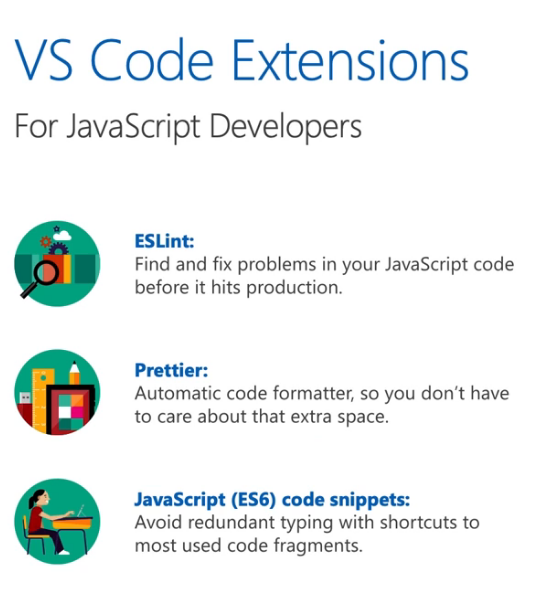 VS Code Extensions
For JavaScript Developers
ESLint:
Find and fix problems in your JavaScript code
before it hits production.
Prettier:
Automatic code formatter, so you don't have
to care about that extra space.
JavaScript (ES6) code snippets:
Avoid redundant typing with shortcuts to
most used code fragments.